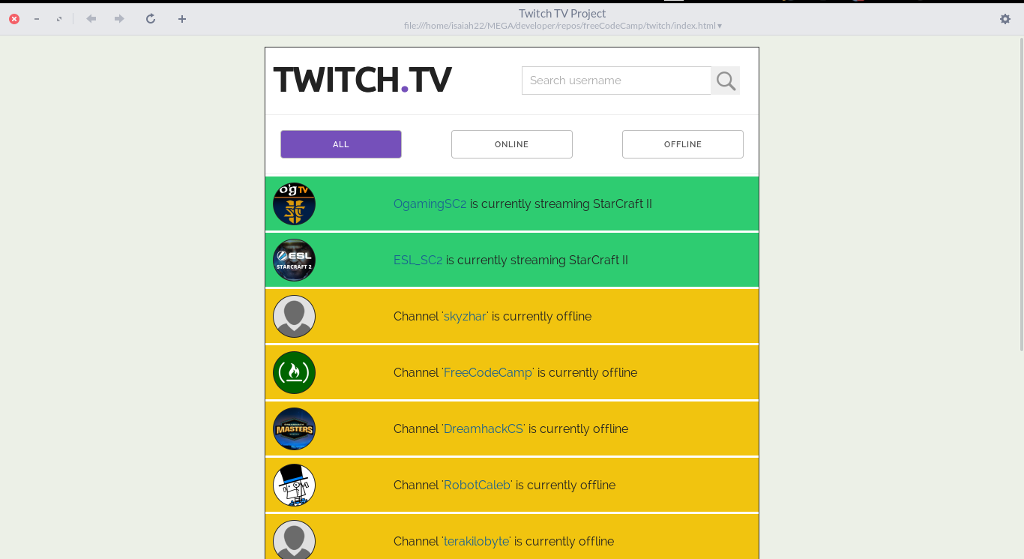 Twitch TV Project
file:///home/isaiah22/MEGA/developer/repos/freeCodeCamp/twitch/index.html ▾
TWITCH.TV
Search username
ALL
ONLINE
OFFLINE
OgamingSC2 is currently streaming StarCraft II
ESL_SC2 is currently streaming StarCraft II
Channel 'skyzhar' is currently offline
Channel 'FreeCodeCamp' is currently offline
Channel 'DreamhackCS' is currently offline
Channel 'RobotCaleb' is currently offline
Channel 'terakilobyte' is currently offline
OgTV
ESL
STARCRAFT 2
MASTERS